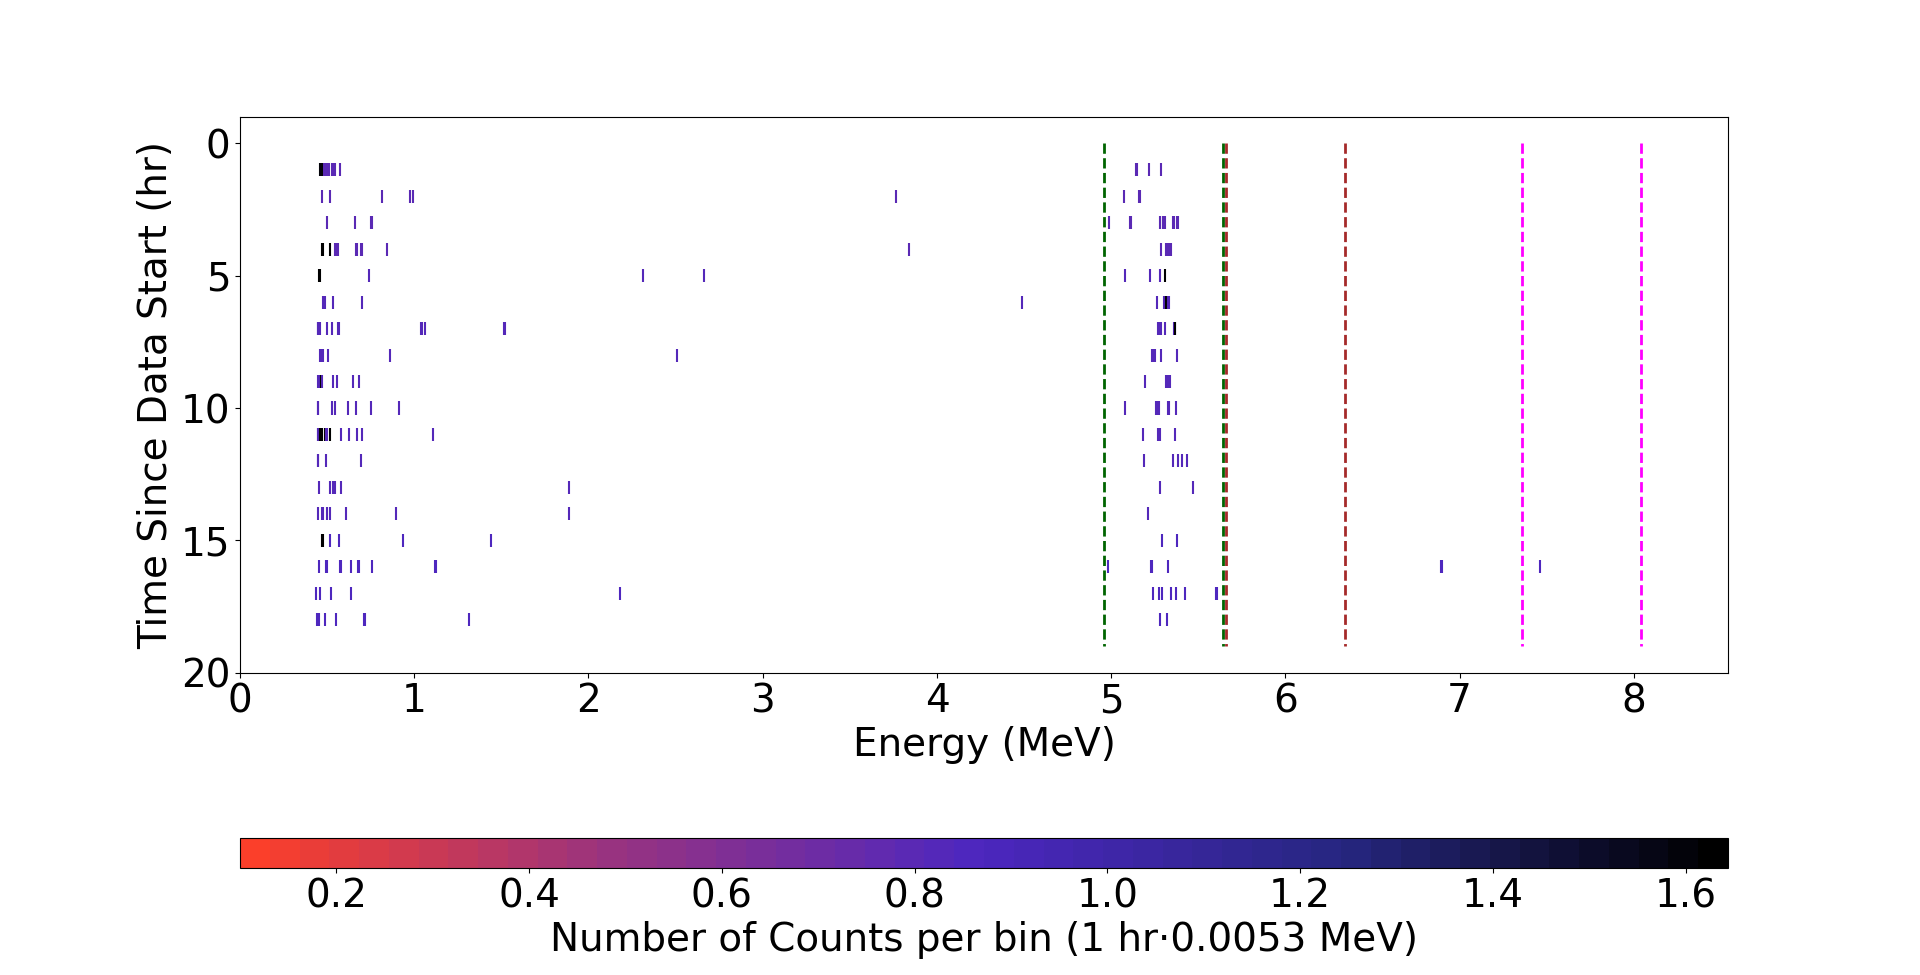 Time Since Data Start (hr)
0
5
10
15
20
0 1 2 3 4 5 6 7 8
Energy (MeV)
0.2 0.4 0.6 0.8 1.0 1.2 1.4 1.6
Number of Counts per bin (1 hr·0.0053 MeV)